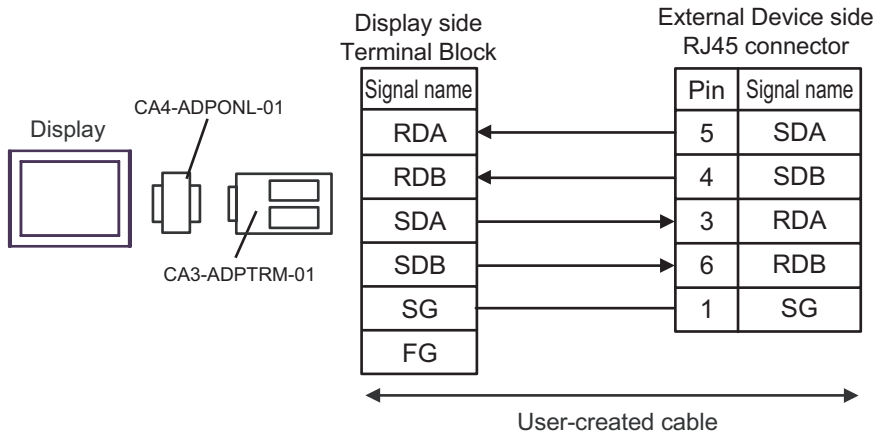 Display side
Terminal Block
External Device side
RJ45 connector
Signal name
Pin Signal name
CA4-ADPONL-01
Display
RDA 5 SDA
RDB 4 SDB
SDA 3 RDA
SDB 6 RDB
CA3-ADPTRM-01
SG 1 SG
FG
User-created cable